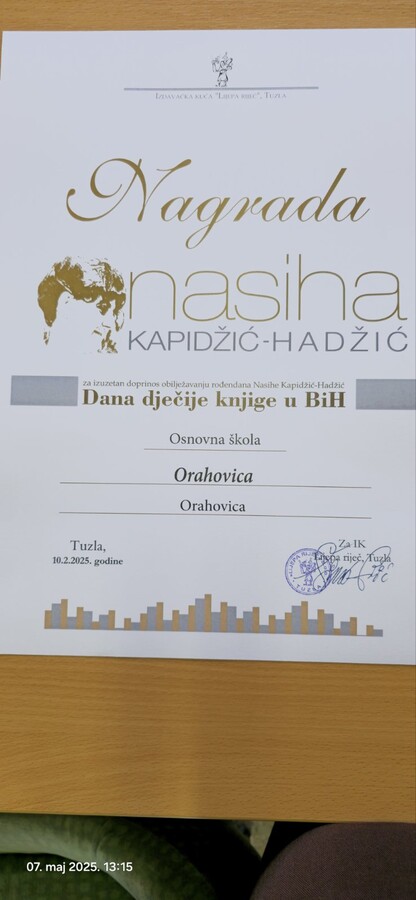 IZDAVAČKA KUĆA "LIJEPA RIJEČ", TUZLA
Nagrada
nasiha
KAPIDŽIĆ-HADŽIĆ
za izuzetan doprinos obilježavanju rođendana Nasihe Kapidžić-Hadžić
Dana dječije knjige u BiH
Osnovna škola
Orahovica
Orahovica
Tuzla,
10.2.2025. godine
Za IK
Lijepa riječ, Tuzla
TUZLA
07. maj 2025. 13:15